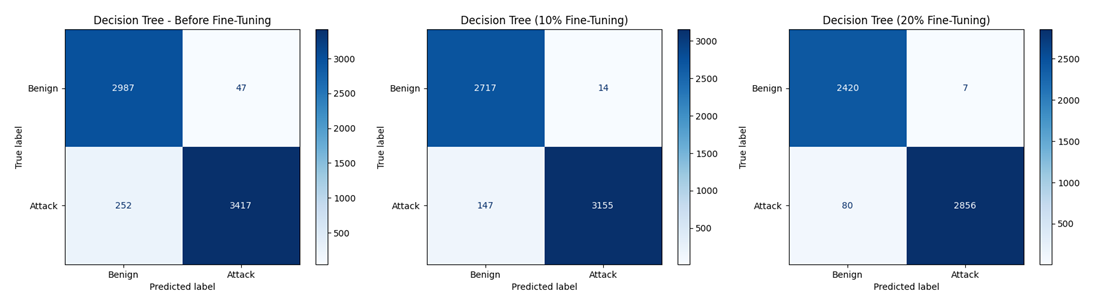 Decision Tree - Before Fine-Tuning
Benign
Attack
True label
2987
47
252
3417
Benign
Attack
Predicted label
3000
2500
2000
1500
1000
500
Decision Tree (10% Fine-Tuning)
Benign
Attack
True label
2717
14
147
3155
Benign
Attack
Predicted label
3000
2500
2000
1500
1000
500
Decision Tree (20% Fine-Tuning)
Benign
Attack
True label
2420
7
80
2856
Benign
Attack
Predicted label
2500
2000
1500
1000
500